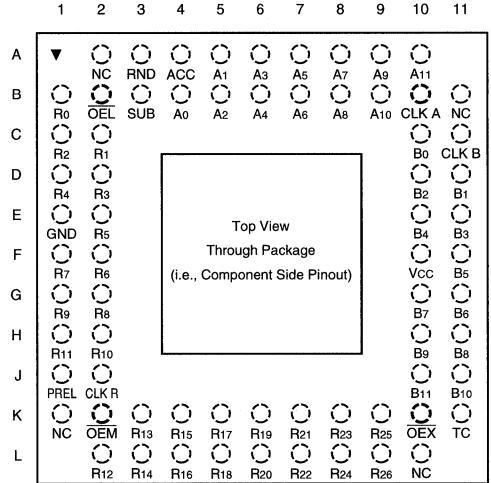 1 2 3 4 5 6 7 8 9 10 11
A
NC RND ACC A1 A3 A5 A7 A9 A11
B
R0 OEL SUB A0 A2 A4 A6 A8 A10 CLK A NC
C
R2 R1 B0 CLK B
D
R4 R3 B2 B1
E
GND R5 B4 B3
F
R7 R6 VCC B5
G
R9 R8 B7 B6
H
R11 R10 B9 B8
J
PREL CLK R B11 B10
K
NC OEM R13 R15 R17 R19 R21 R23 R25 OEX TC
L
R12 R14 R16 R18 R20 R22 R24 R26 NC
Top View
Through Package
(i.e., Component Side Pinout)